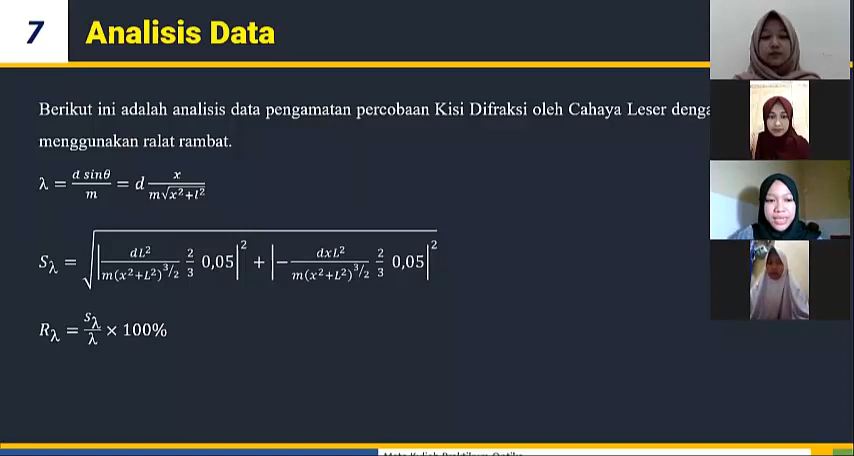 7 Analisis Data
Berikut ini adalah analisis data pengamatan percobaan Kisi Difraksi oleh Cahaya Leser
menggunakan ralat rambat.
λ = d sinθ / m = d x / m√x²+l²
S_λ = √|dL² / m(x²+L²)^3/2 2/3 0,05|² + |− dxL² / m(x²+L²)^3/2 2/3 0,05|²
R_λ = S_λ / λ × 100%